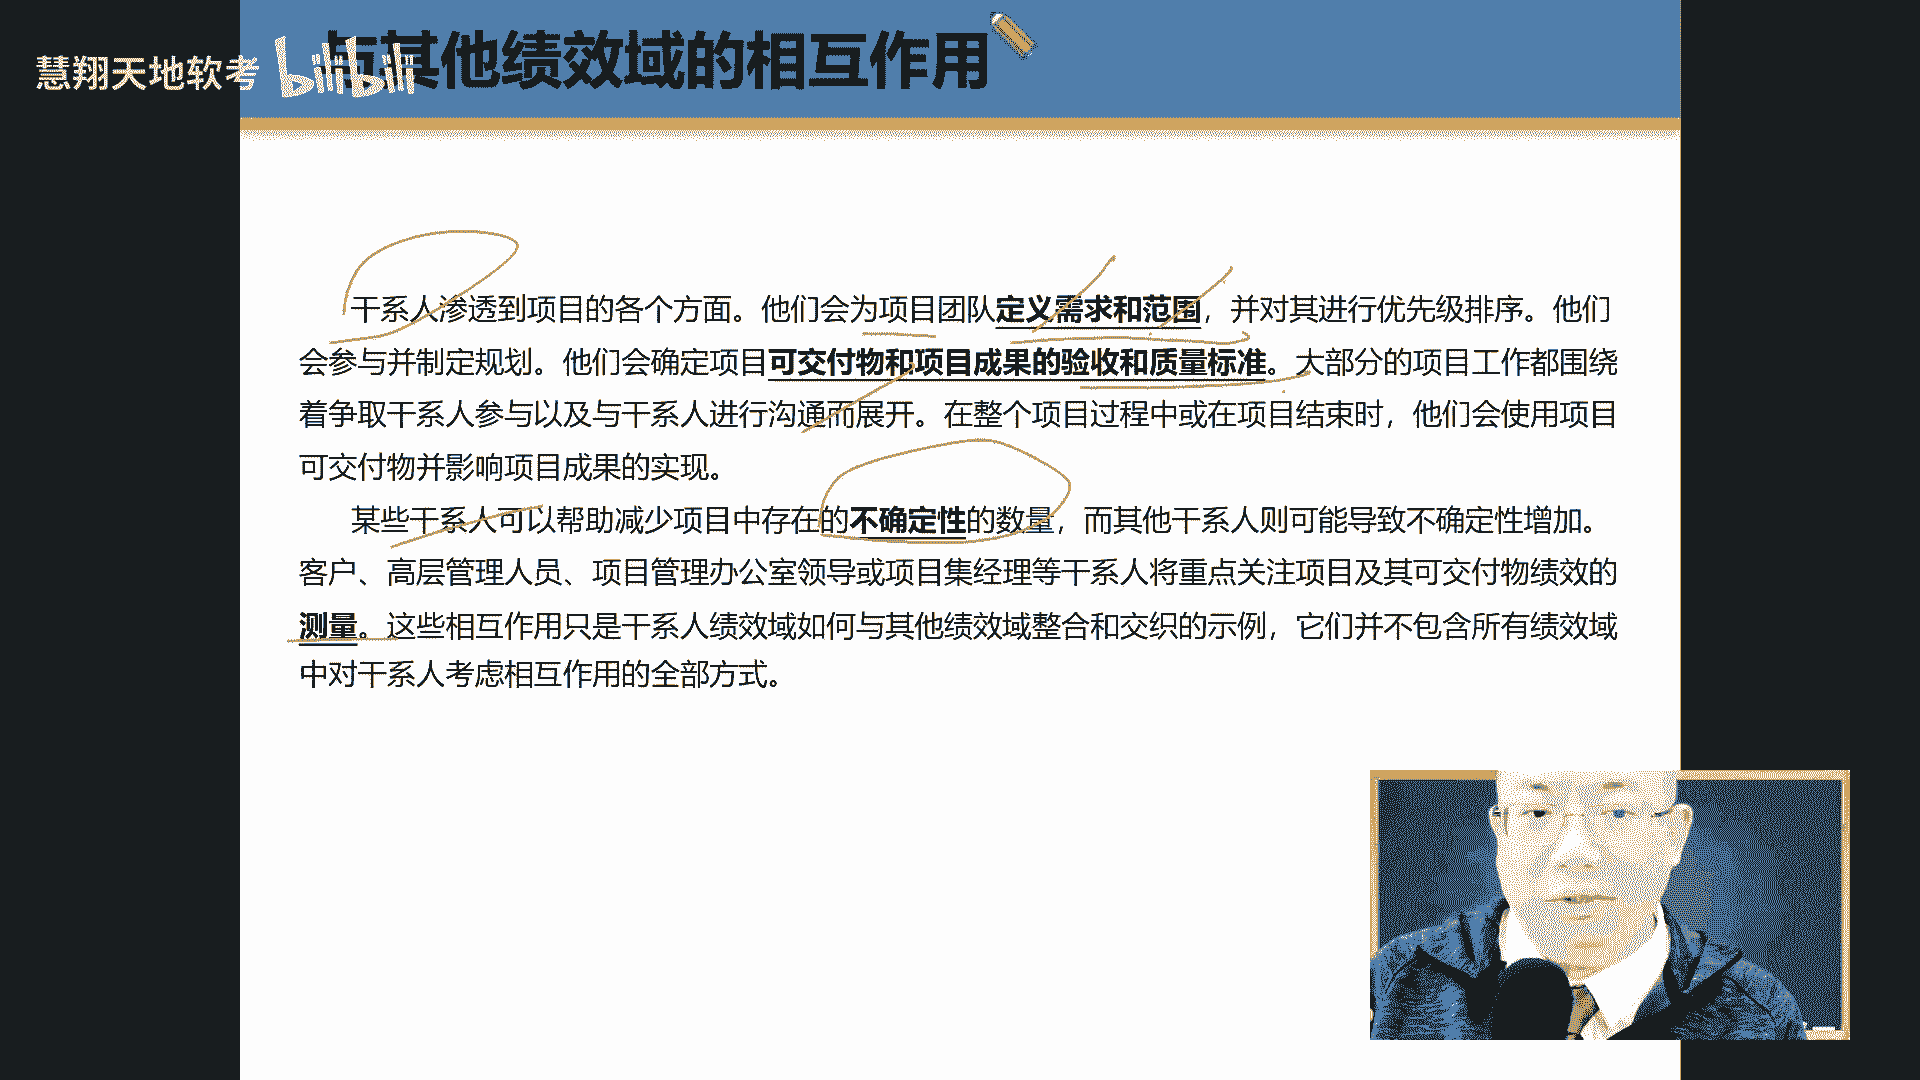 慧翔天地软考
bilibili
与其他绩效域的相互作用
干系人渗透到项目的各个方面。他们会为项目团队定义需求和范围，并对其进行优先级排序。他们
会参与并制定规划。他们会确定项目可交付物和项目成果的验收和质量标准。大部分的项目工作都围绕
着争取干系人参与以及与干系人进行沟通而展开。在整个项目过程中或在项目结束时，他们会使用项目
可交付物并影响项目成果的实现。
某些干系人可以帮助减少项目中存在的不确定性的数量，而其他干系人则可能导致不确定性增加。
客户、高层管理人员、项目管理办公室领导或项目集经理等干系人将重点关注项目及其可交付物绩效的
测量。这些相互作用只是干系人绩效域如何与其他绩效域整合和交织的示例，它们并不包含所有绩效域
中对干系人考虑相互作用的全部方式。